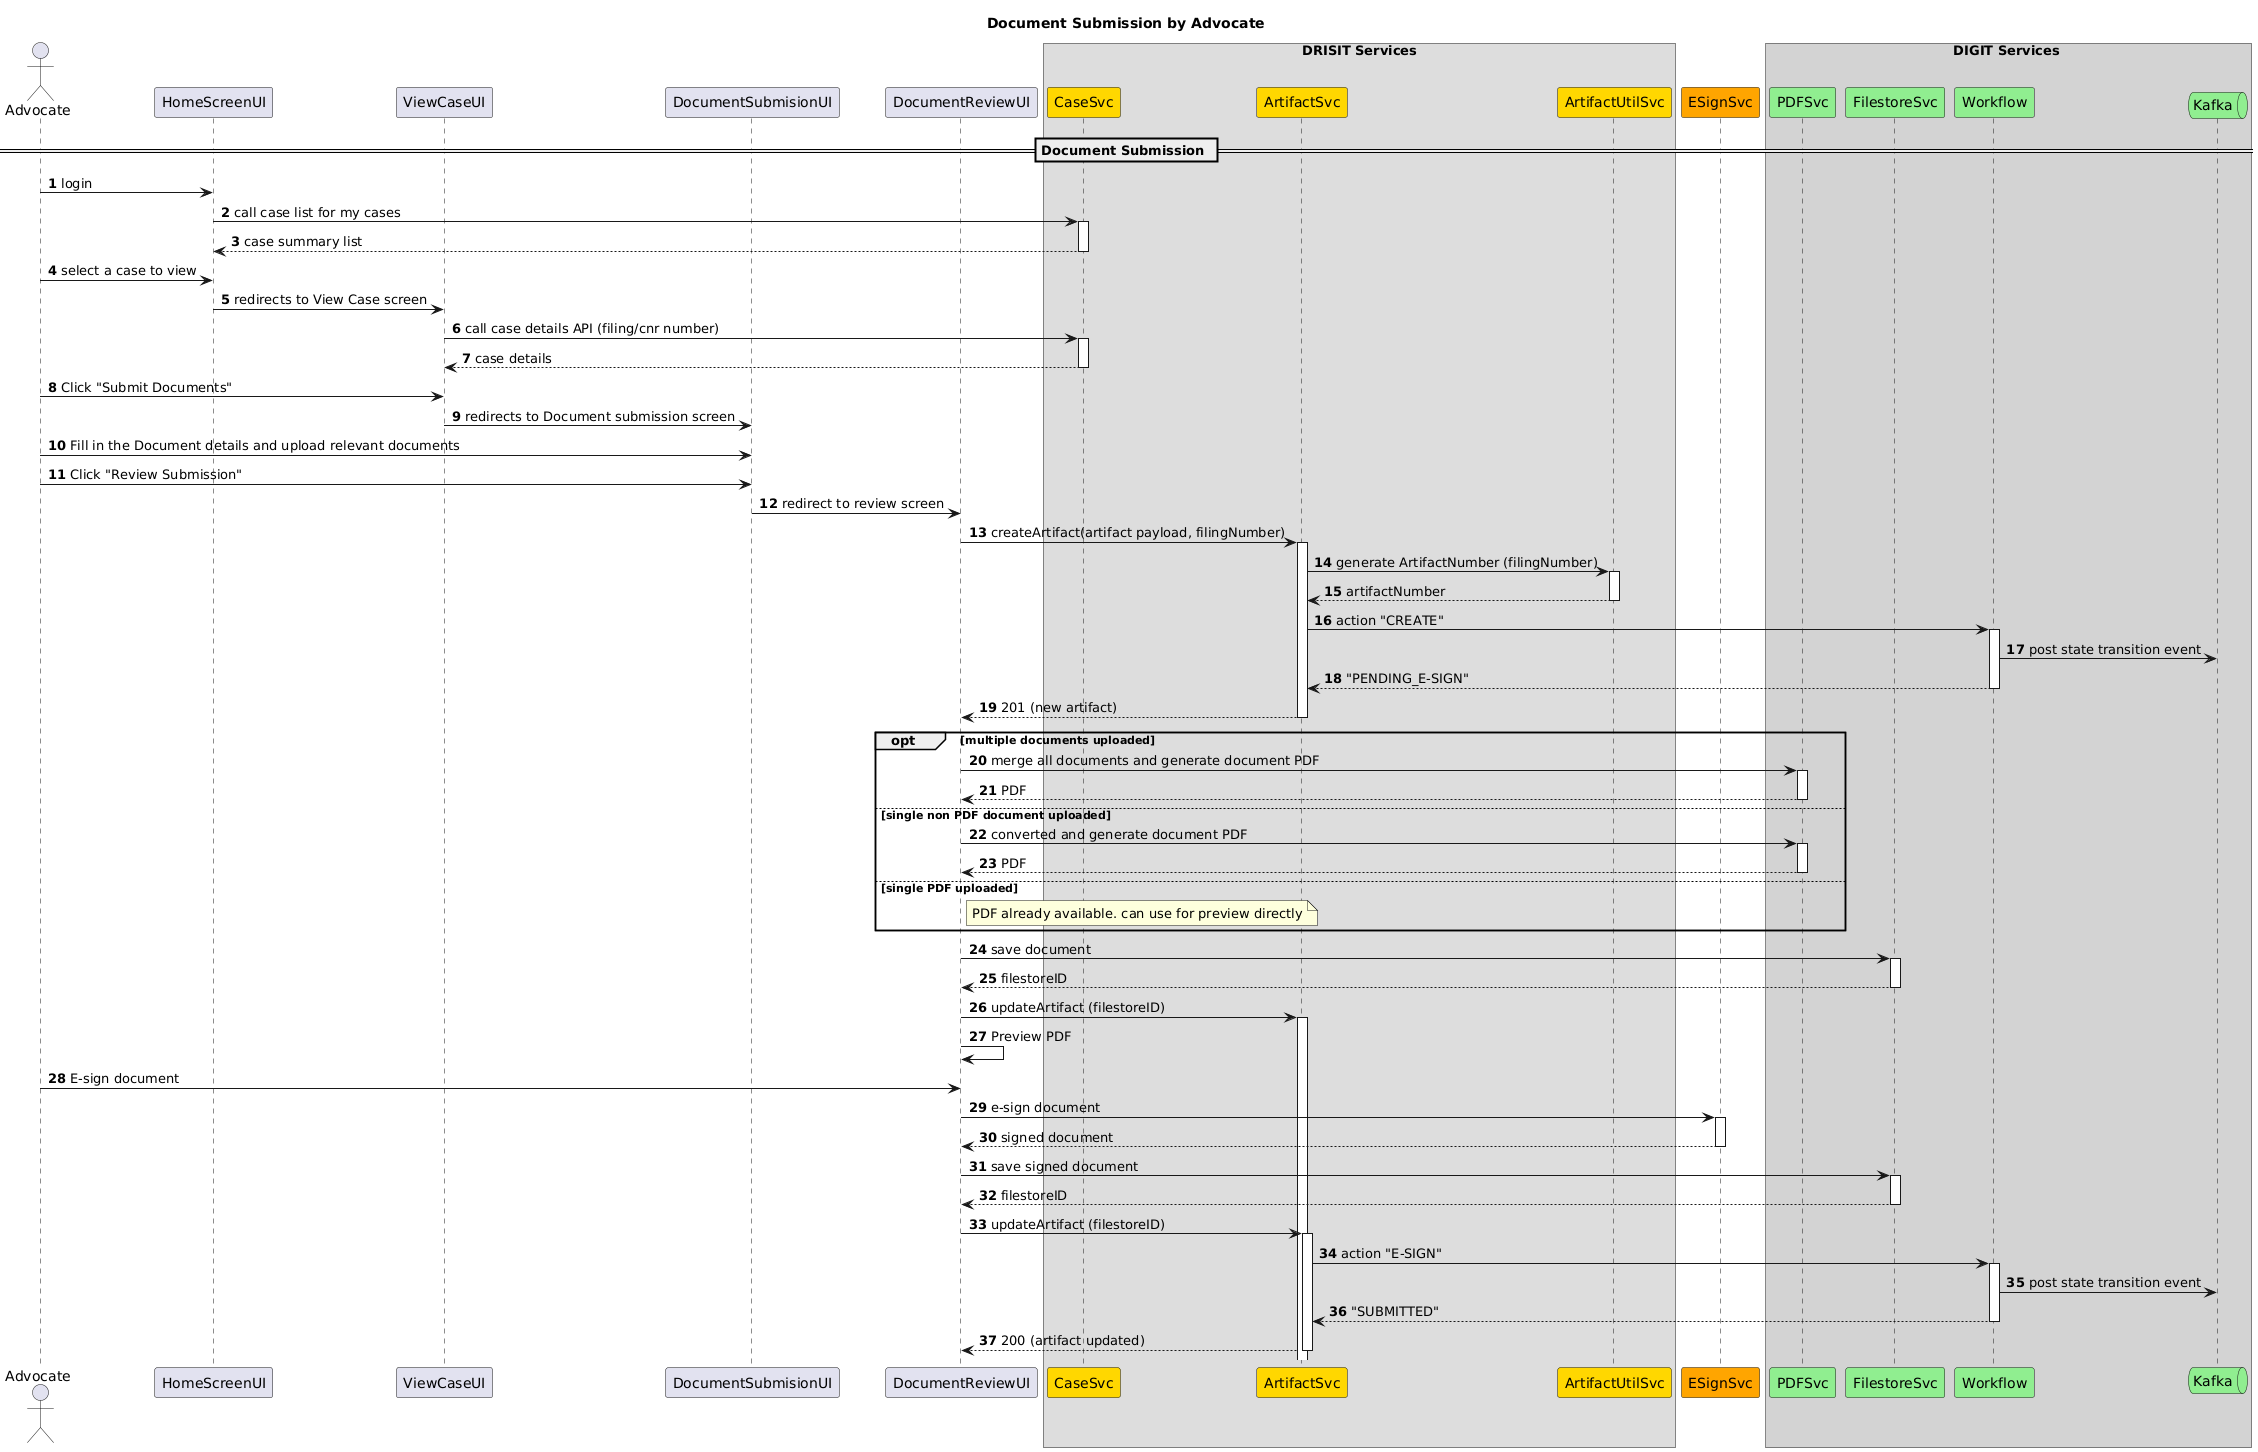 Document Submission by Advocate
DRISIT Services
DIGIT Services
Advocate
HomeScreenUI
ViewCaseUI
DocumentSubmisionUI
DocumentReviewUI
CaseSvc
ArtifactSvc
ArtifactUtilSvc
ESignSvc
PDFSvc
FilestoreSvc
Workflow
Kafka
Document Submission
1 login
2 call case list for my cases
3 case summary list
4 select a case to view
5 redirects to View Case screen
6 call case details API (filing/cnr number)
7 case details
8 Click "Submit Documents"
9 redirects to Document submission screen
10 Fill in the Document details and upload relevant documents
11 Click "Review Submission"
12 redirect to review screen
13 createArtifact(artifact payload, filingNumber)
14 generate ArtifactNumber (filingNumber)
15 artifactNumber
16 action "CREATE"
17 post state transition event
18 "PENDING_E-SIGN"
19 201 (new artifact)
opt [multiple documents uploaded]
20 merge all documents and generate document PDF
21 PDF
[single non PDF document uploaded]
22 converted and generate document PDF
23 PDF
[single PDF uploaded]
PDF already available. can use for preview directly
24 save document
25 filestoreID
26 updateArtifact (filestoreID)
27 Preview PDF
28 E-sign document
29 e-sign document
30 signed document
31 save signed document
32 filestoreID
33 updateArtifact (filestoreID)
34 action "E-SIGN"
35 post state transition event
36 "SUBMITTED"
37 200 (artifact updated)
Advocate
HomeScreenUI
ViewCaseUI
DocumentSubmisionUI
DocumentReviewUI
CaseSvc
ArtifactSvc
ArtifactUtilSvc
ESignSvc
PDFSvc
FilestoreSvc
Workflow
Kafka